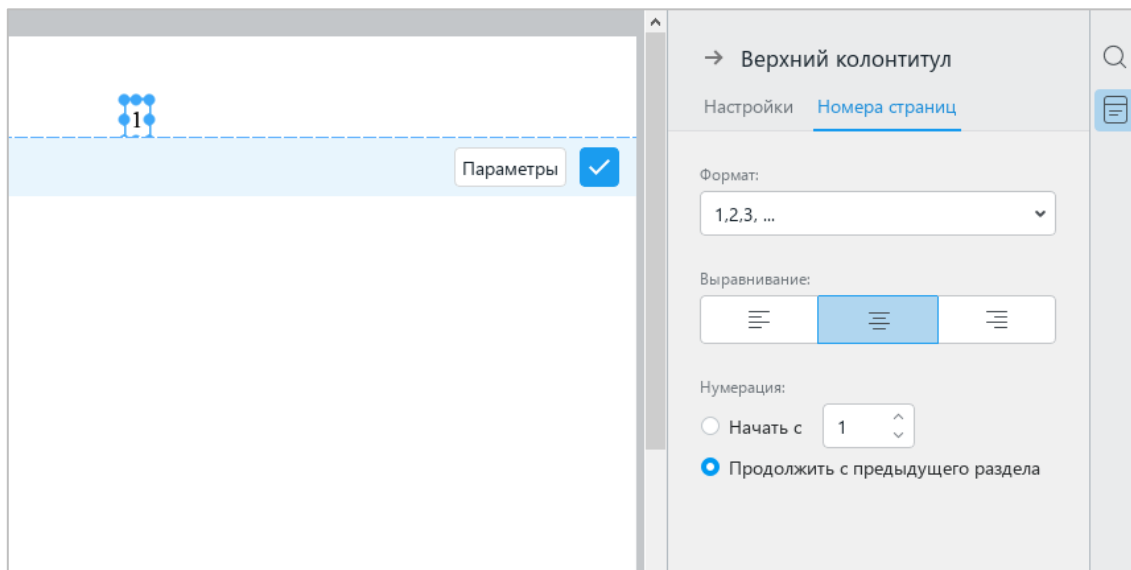 1
Параметры
Верхний колонтитул
Настройки Номера страниц
Формат:
1,2,3, ...
Выравнивание:
Нумерация:
Начать с 1
Продолжить с предыдущего раздела